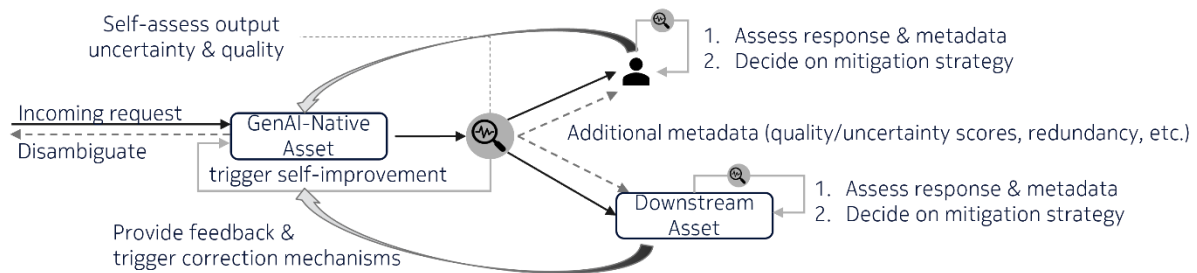 Self-assess output
uncertainty & quality
1. Assess response & metadata
2. Decide on mitigation strategy
Incoming request
Disambiguate
GenAI-Native
Asset
trigger self-improvement
Additional metadata (quality/uncertainty scores, redundancy, etc.)
Downstream
Asset
1. Assess response & metadata
2. Decide on mitigation strategy
Provide feedback &
trigger correction mechanisms